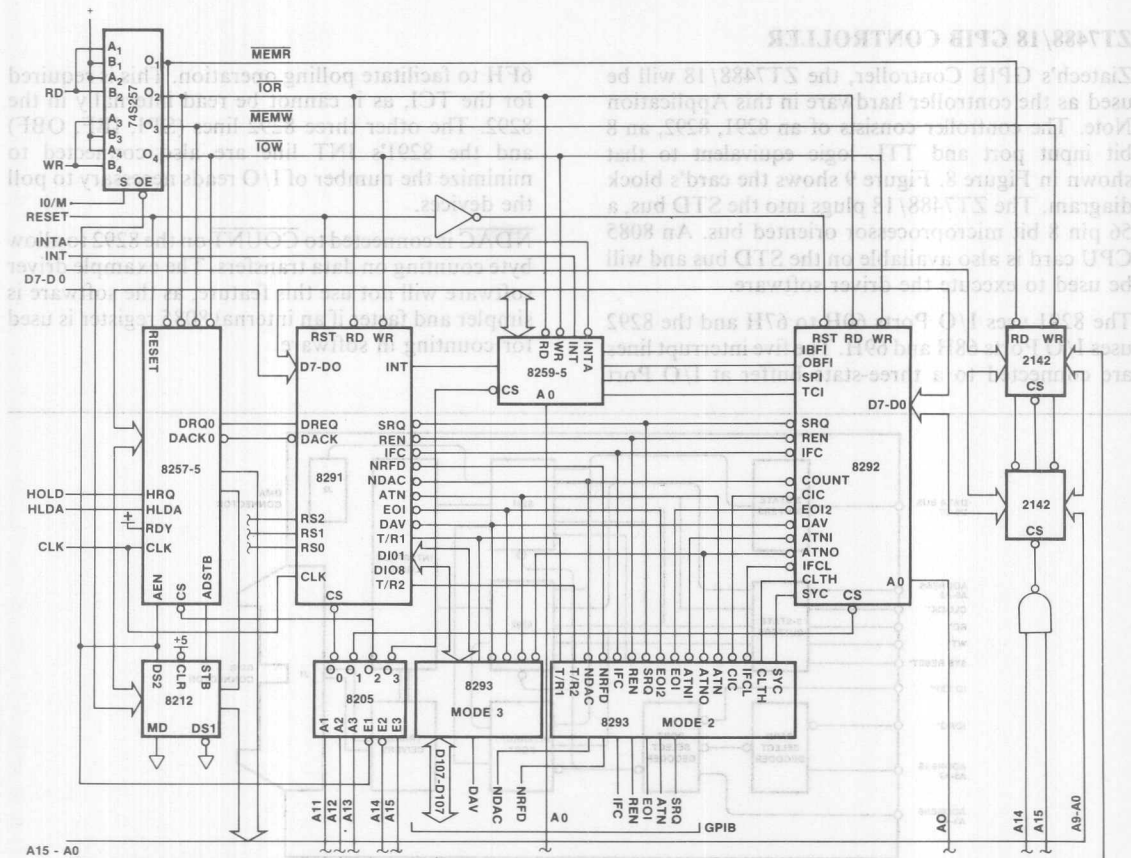 MEMR
IOR
MEMW
IOW
A1
B1
A2
B2
A3
B3
A4
B4
O1
O2
O3
O4
74S257
S OE
RD
WR
I0/M
RESET
INTA
INT
D7-D0
RESET
DRQ0
DACK0
8257-5
HOLD
HLDA
CLK
HRQ
HLDA
RDY
CLK
AEN
CS
ADSTB
+5
DS2
CLR
STB
8212
MD
DS1
RST RD WR
D7-DO
INT
DREQ
DACK
8291
RS2
RS1
RS0
CLK
CS
SRQ
REN
IFC
NRFD
NDAC
ATN
EOI
DAV
T/R1
DI01
DIO8
T/R2
RD
WR
INT
INTA
CS
8259-5
A0
RST RD WR
IBFI
OBF
SPI
TCI
D7-D0
SRQ
REN
IFC
8292
COUNT
CIC
EOI2
DAV
ATNI
ATNO
IFCL
CLTH
SYC
A0
CS
RD WR
2142
CS
2142
CS
O0
O1
O2
O3
8205
A1
A2
A3
E1
E2
E3
8293
MODE 3
T/R1
T/R2
NDAC
NRFD
IFC
REN
SRQ
EOI2
EOI
ATNI
ATNO
ATN
CIC
IFCL
CLTH
SYC
8293
MODE 2
A11
A12
A13
A14
A15
D107-D107
DAV
NDAC
NRFD
A0
IFC
REN
EOI
ATN
SRQ
GPIB
AO
A14
A15
A9-A0
A15 - A0
ZT7488/18 GPIB CONTROLLER
Ziatech's GPIB Controller, the ZT7488/18 will be
used as the controller hardware in this Application
Note. The controller consists of an 8291, 8292, an 8
bit input port and TTL logic equivalent to that
shown in Figure 8. Figure 9 shows the card's block
diagram. The ZT7488/18 plugs into the STD bus, a
56 pin 8 bit microprocessor oriented bus. An 8085
CPU card is also available on the STD bus and will
be used to execute the driver software.
The 8291 uses I/O Ports 60H to 67H and the 8292
uses I/O Ports 68H and 69H. The five interrupt lines
are connected to a three-state buffer at I/O Port
6FH to facilitate polling operation. This is required
for the TCI, as it cannot be read internally in the
8292. The other three 8292 lines
and the 8291's INT line are also connected to
minimize the number of I/O reads necessary to poll
the devices.
NDAC is connected to COUNT on the 8292 to allow
byte counting on data transfers. The example driver
software will not use this feature, as the software is
simpler and faster if an internal 8085 register is used
for counting in software.